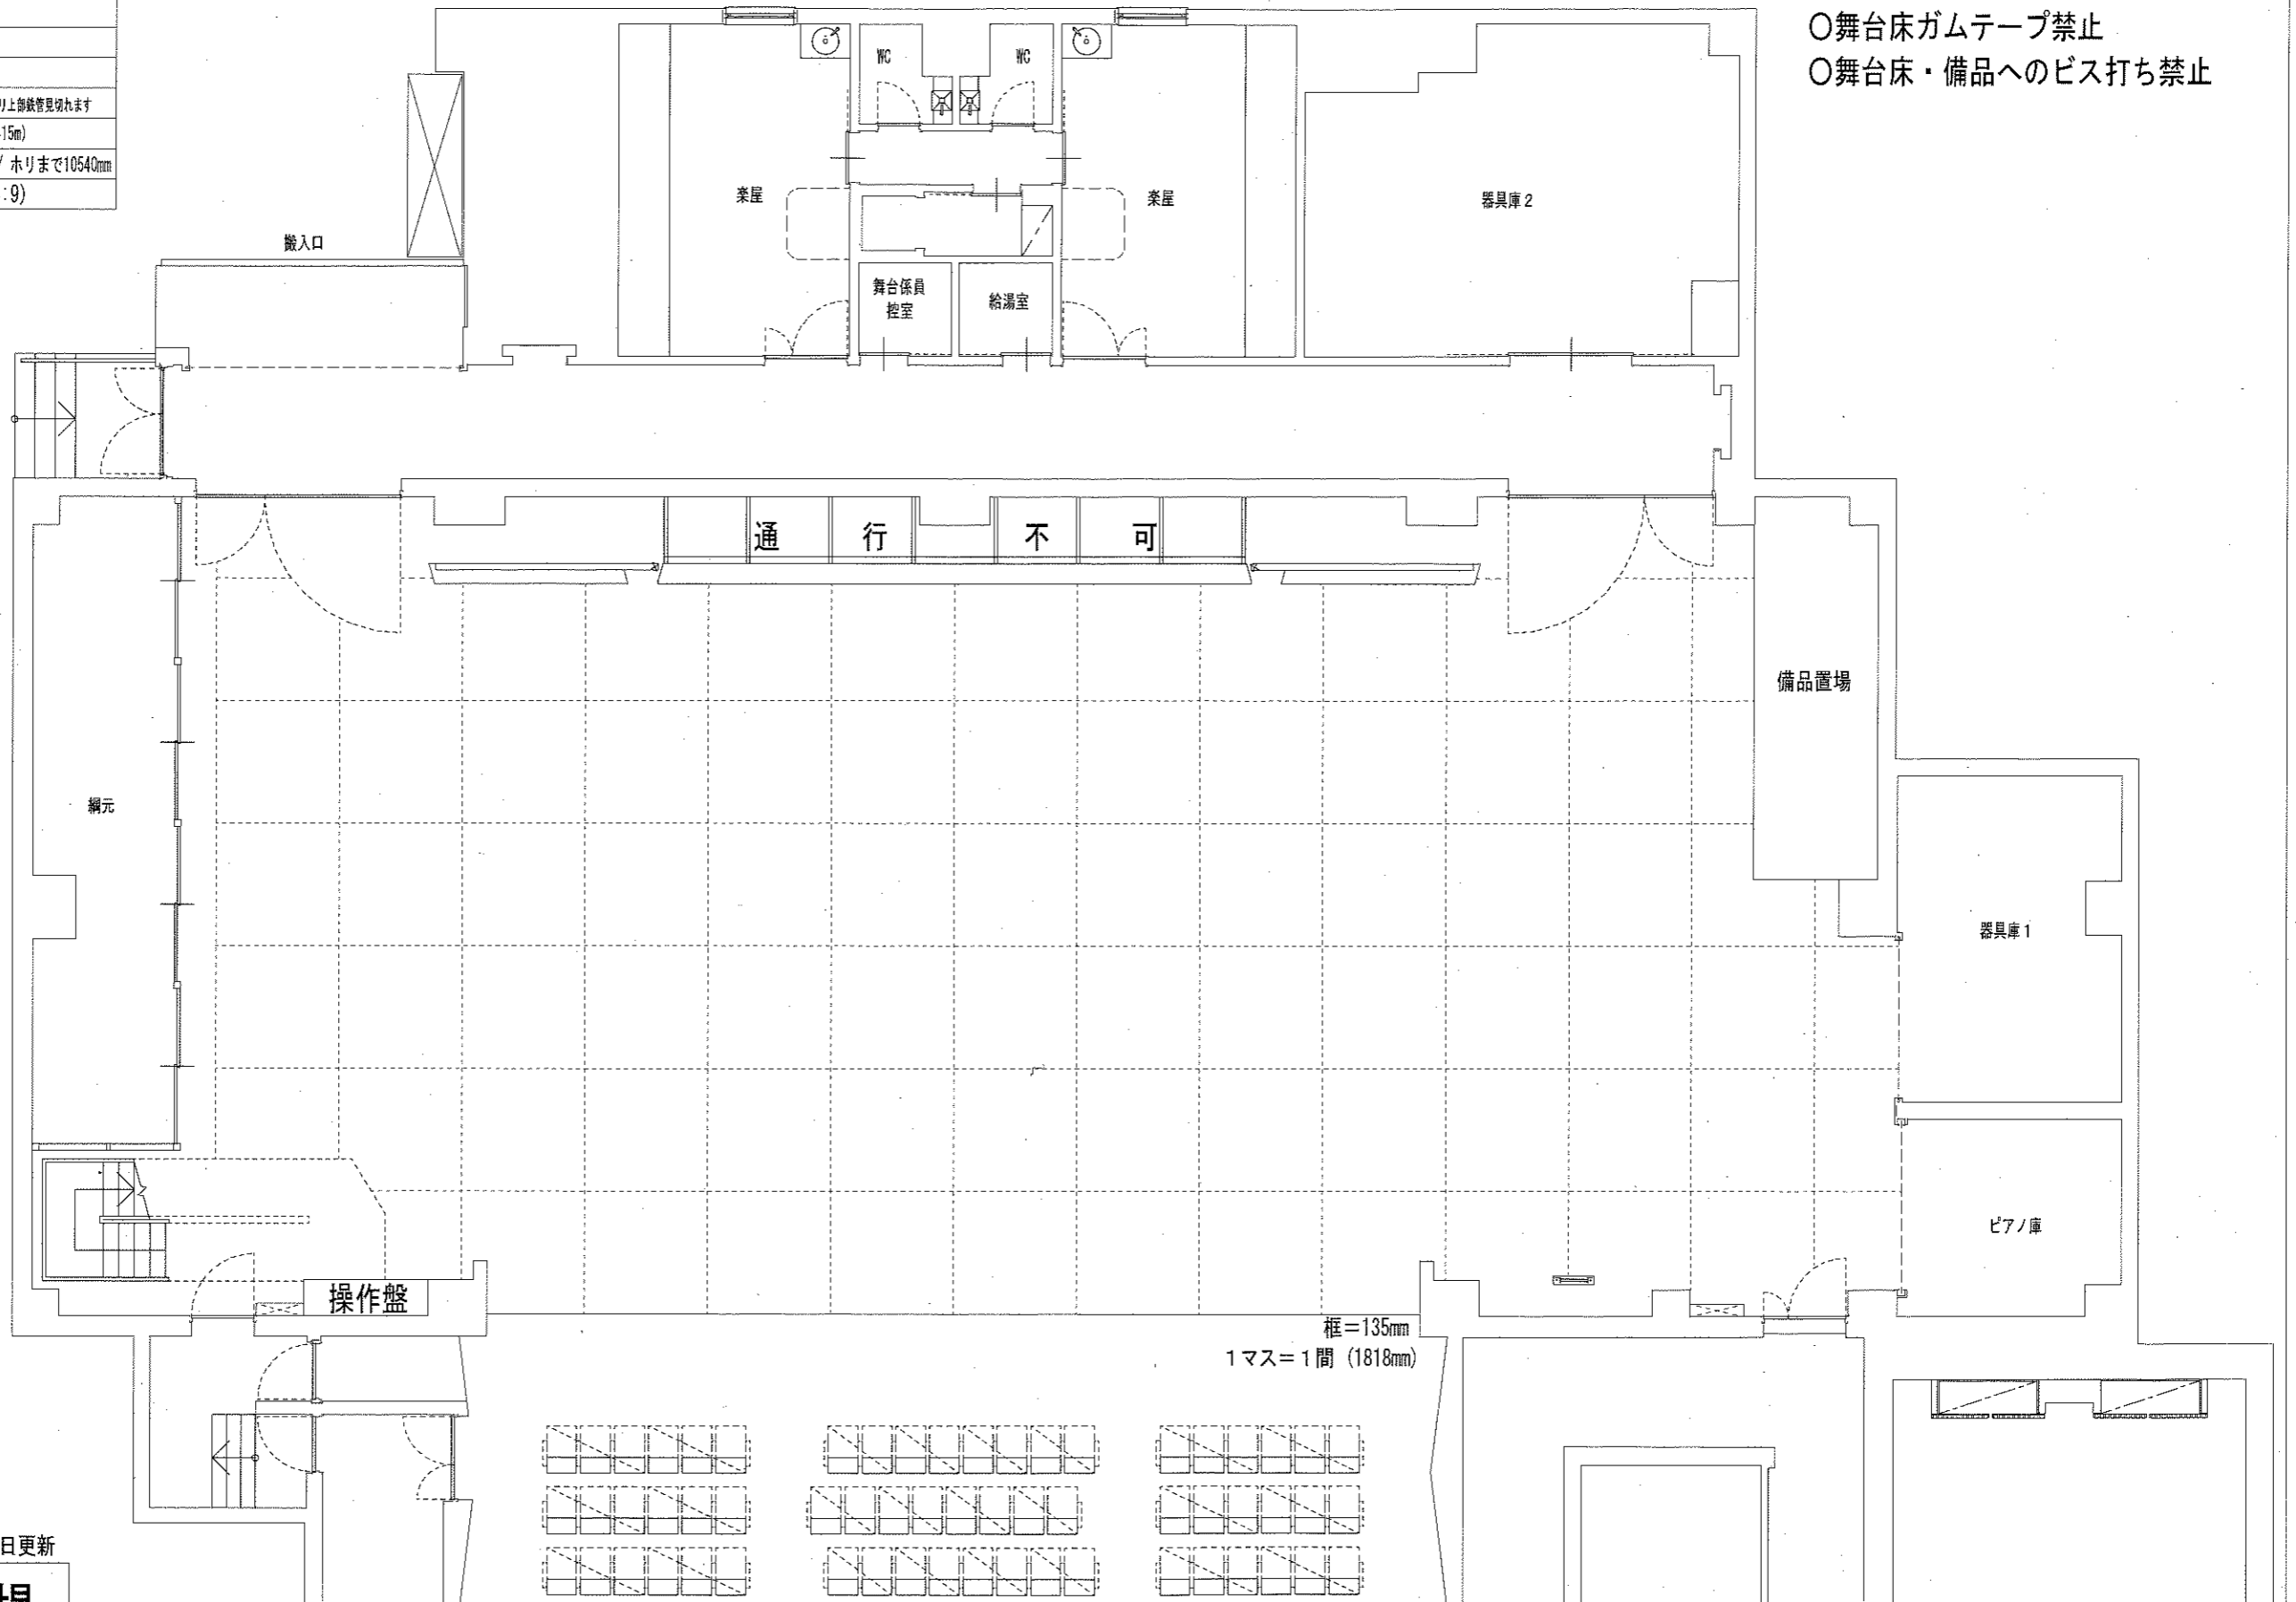 〇舞台床ガムテープ禁止
〇舞台床・備品へのビス打ち禁止
リ上部鉄管見切れます
15m)
/ ホリまで10540mm
:9)
搬入口
WC
WC
楽屋
楽屋
器具庫2
舞台係員
控室
給湯室
通 行 不 可
備品置場
綱元
器具庫1
ピアノ庫
操作盤
框=135mm
1マス=1間 (1818mm)
日更新